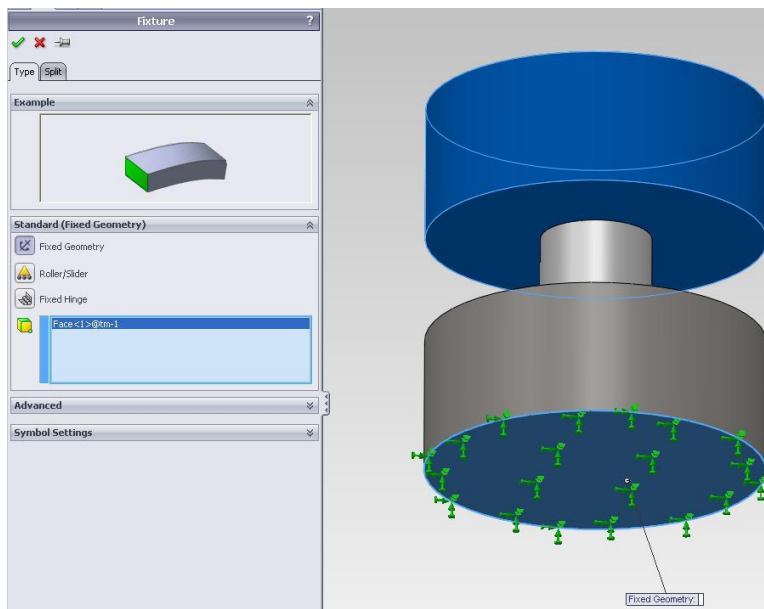 Fixture ?
Type Split
Example
Standard (Fixed Geometry)
Fixed Geometry
Roller/Slider
Fixed Hinge
Face<1>@tm-1
Advanced
Symbol Settings
Fixed Geometry: